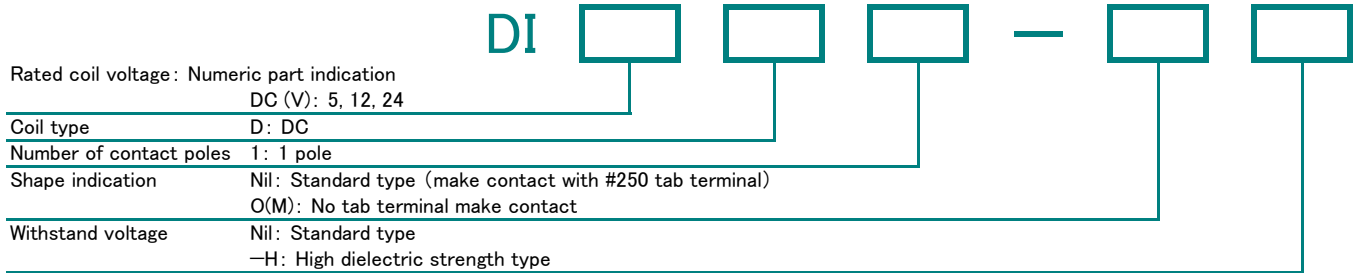 DI —
Rated coil voltage: Numeric part indication
DC (V): 5, 12, 24
Coil type D: DC
Number of contact poles 1: 1 pole
Shape indication Nil: Standard type (make contact with #250 tab terminal)
O(M): No tab terminal make contact
Withstand voltage Nil: Standard type
—H: High dielectric strength type